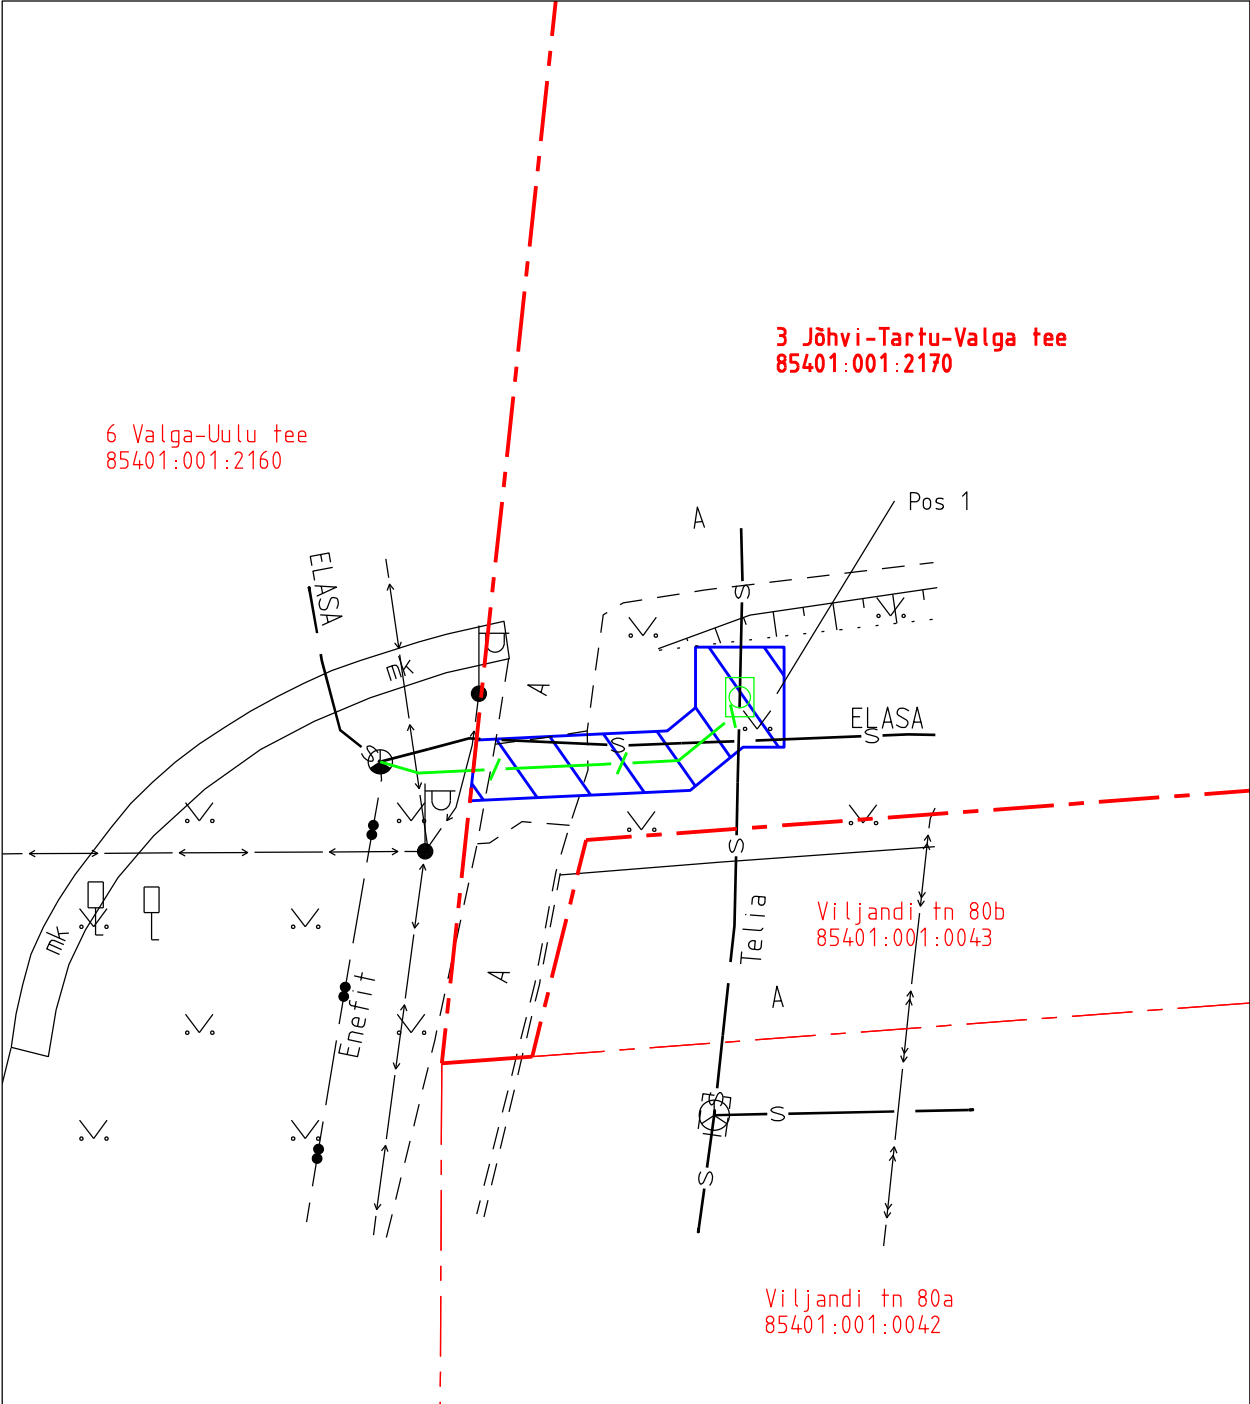 3 Jõhvi-Tartu-Valga tee
85401:001:2170
6 Valga-Uulu tee
85401:001:2160
Pos 1
A
ELASA
S
mk
D
A
ELASA
S
S
S
D
S
mk
Viljandi tn 80b
85401:001:0043
Telia
A
A
Enefit
S
S
S
Viljandi tn 80a
85401:001:0042